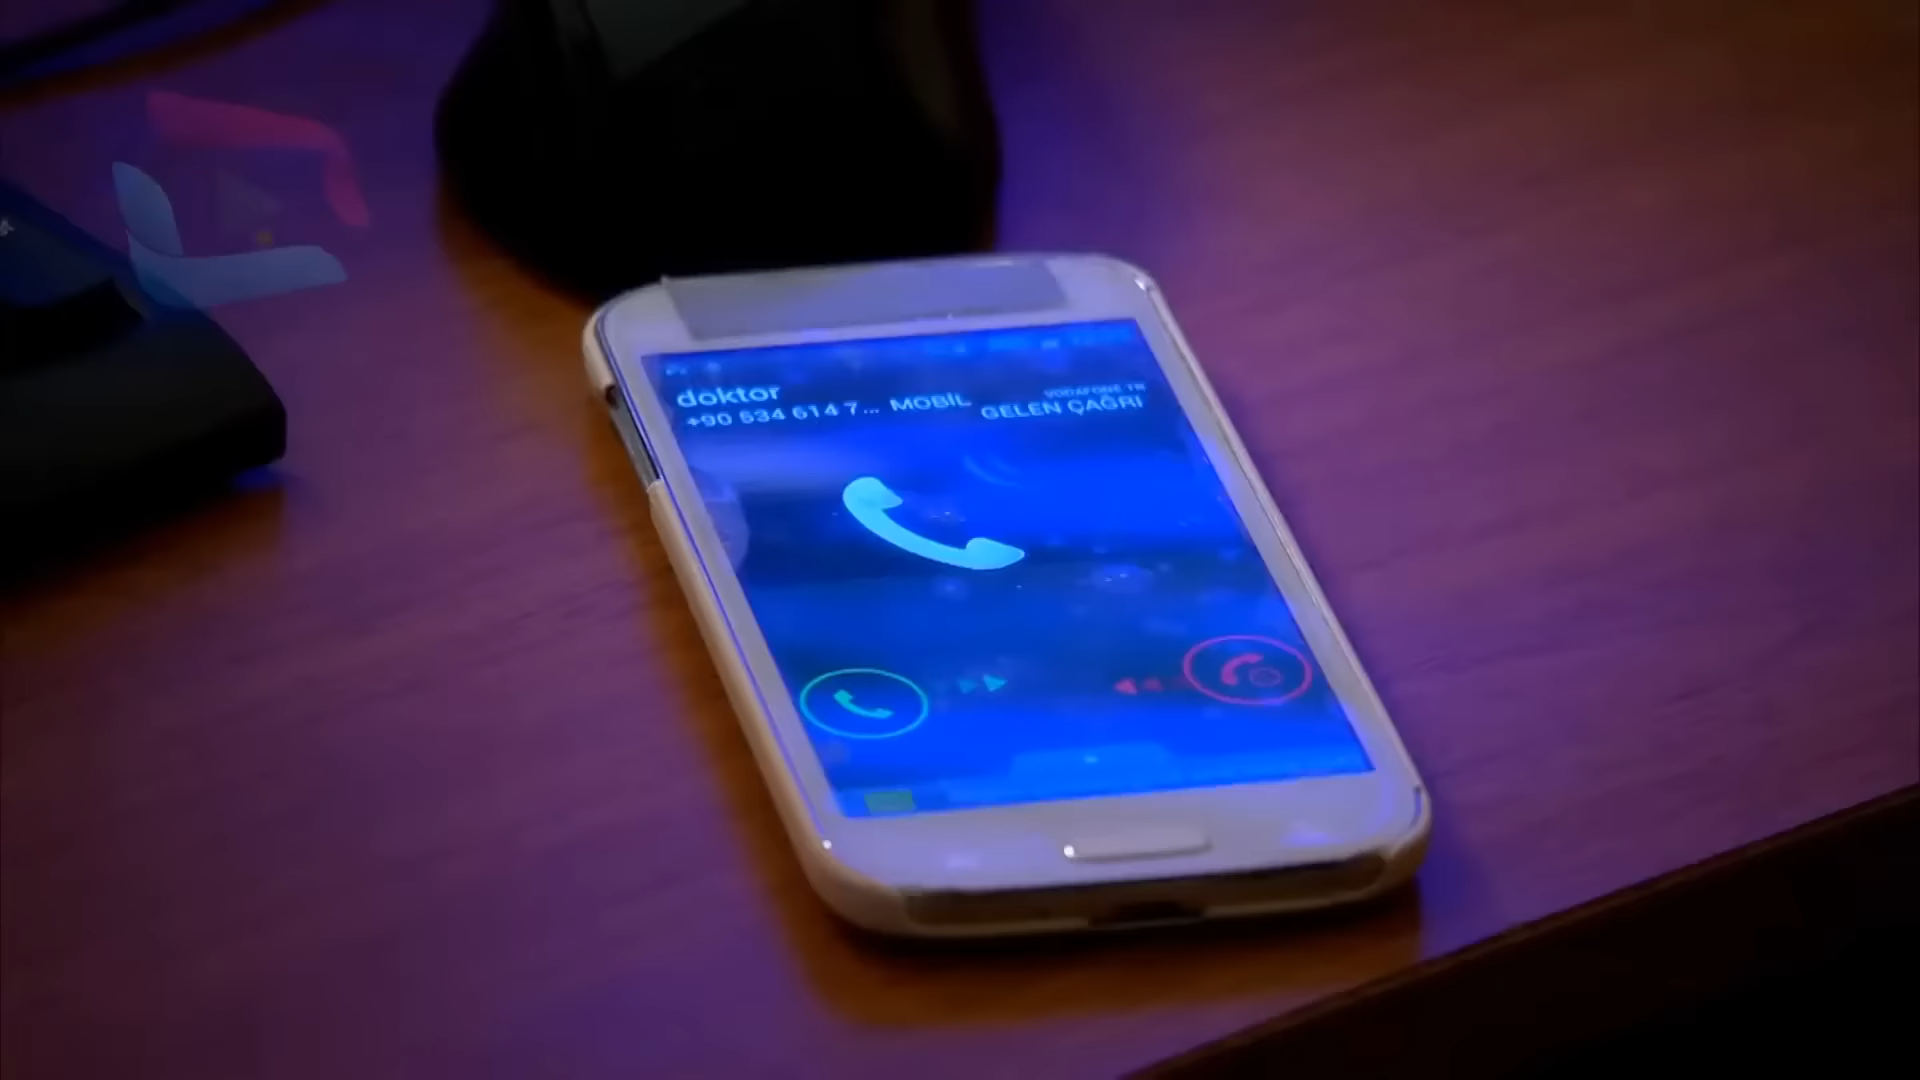 doktor
+90 534 614 7... MOBİL
VODAFONE TR
GELEN ÇAĞRI